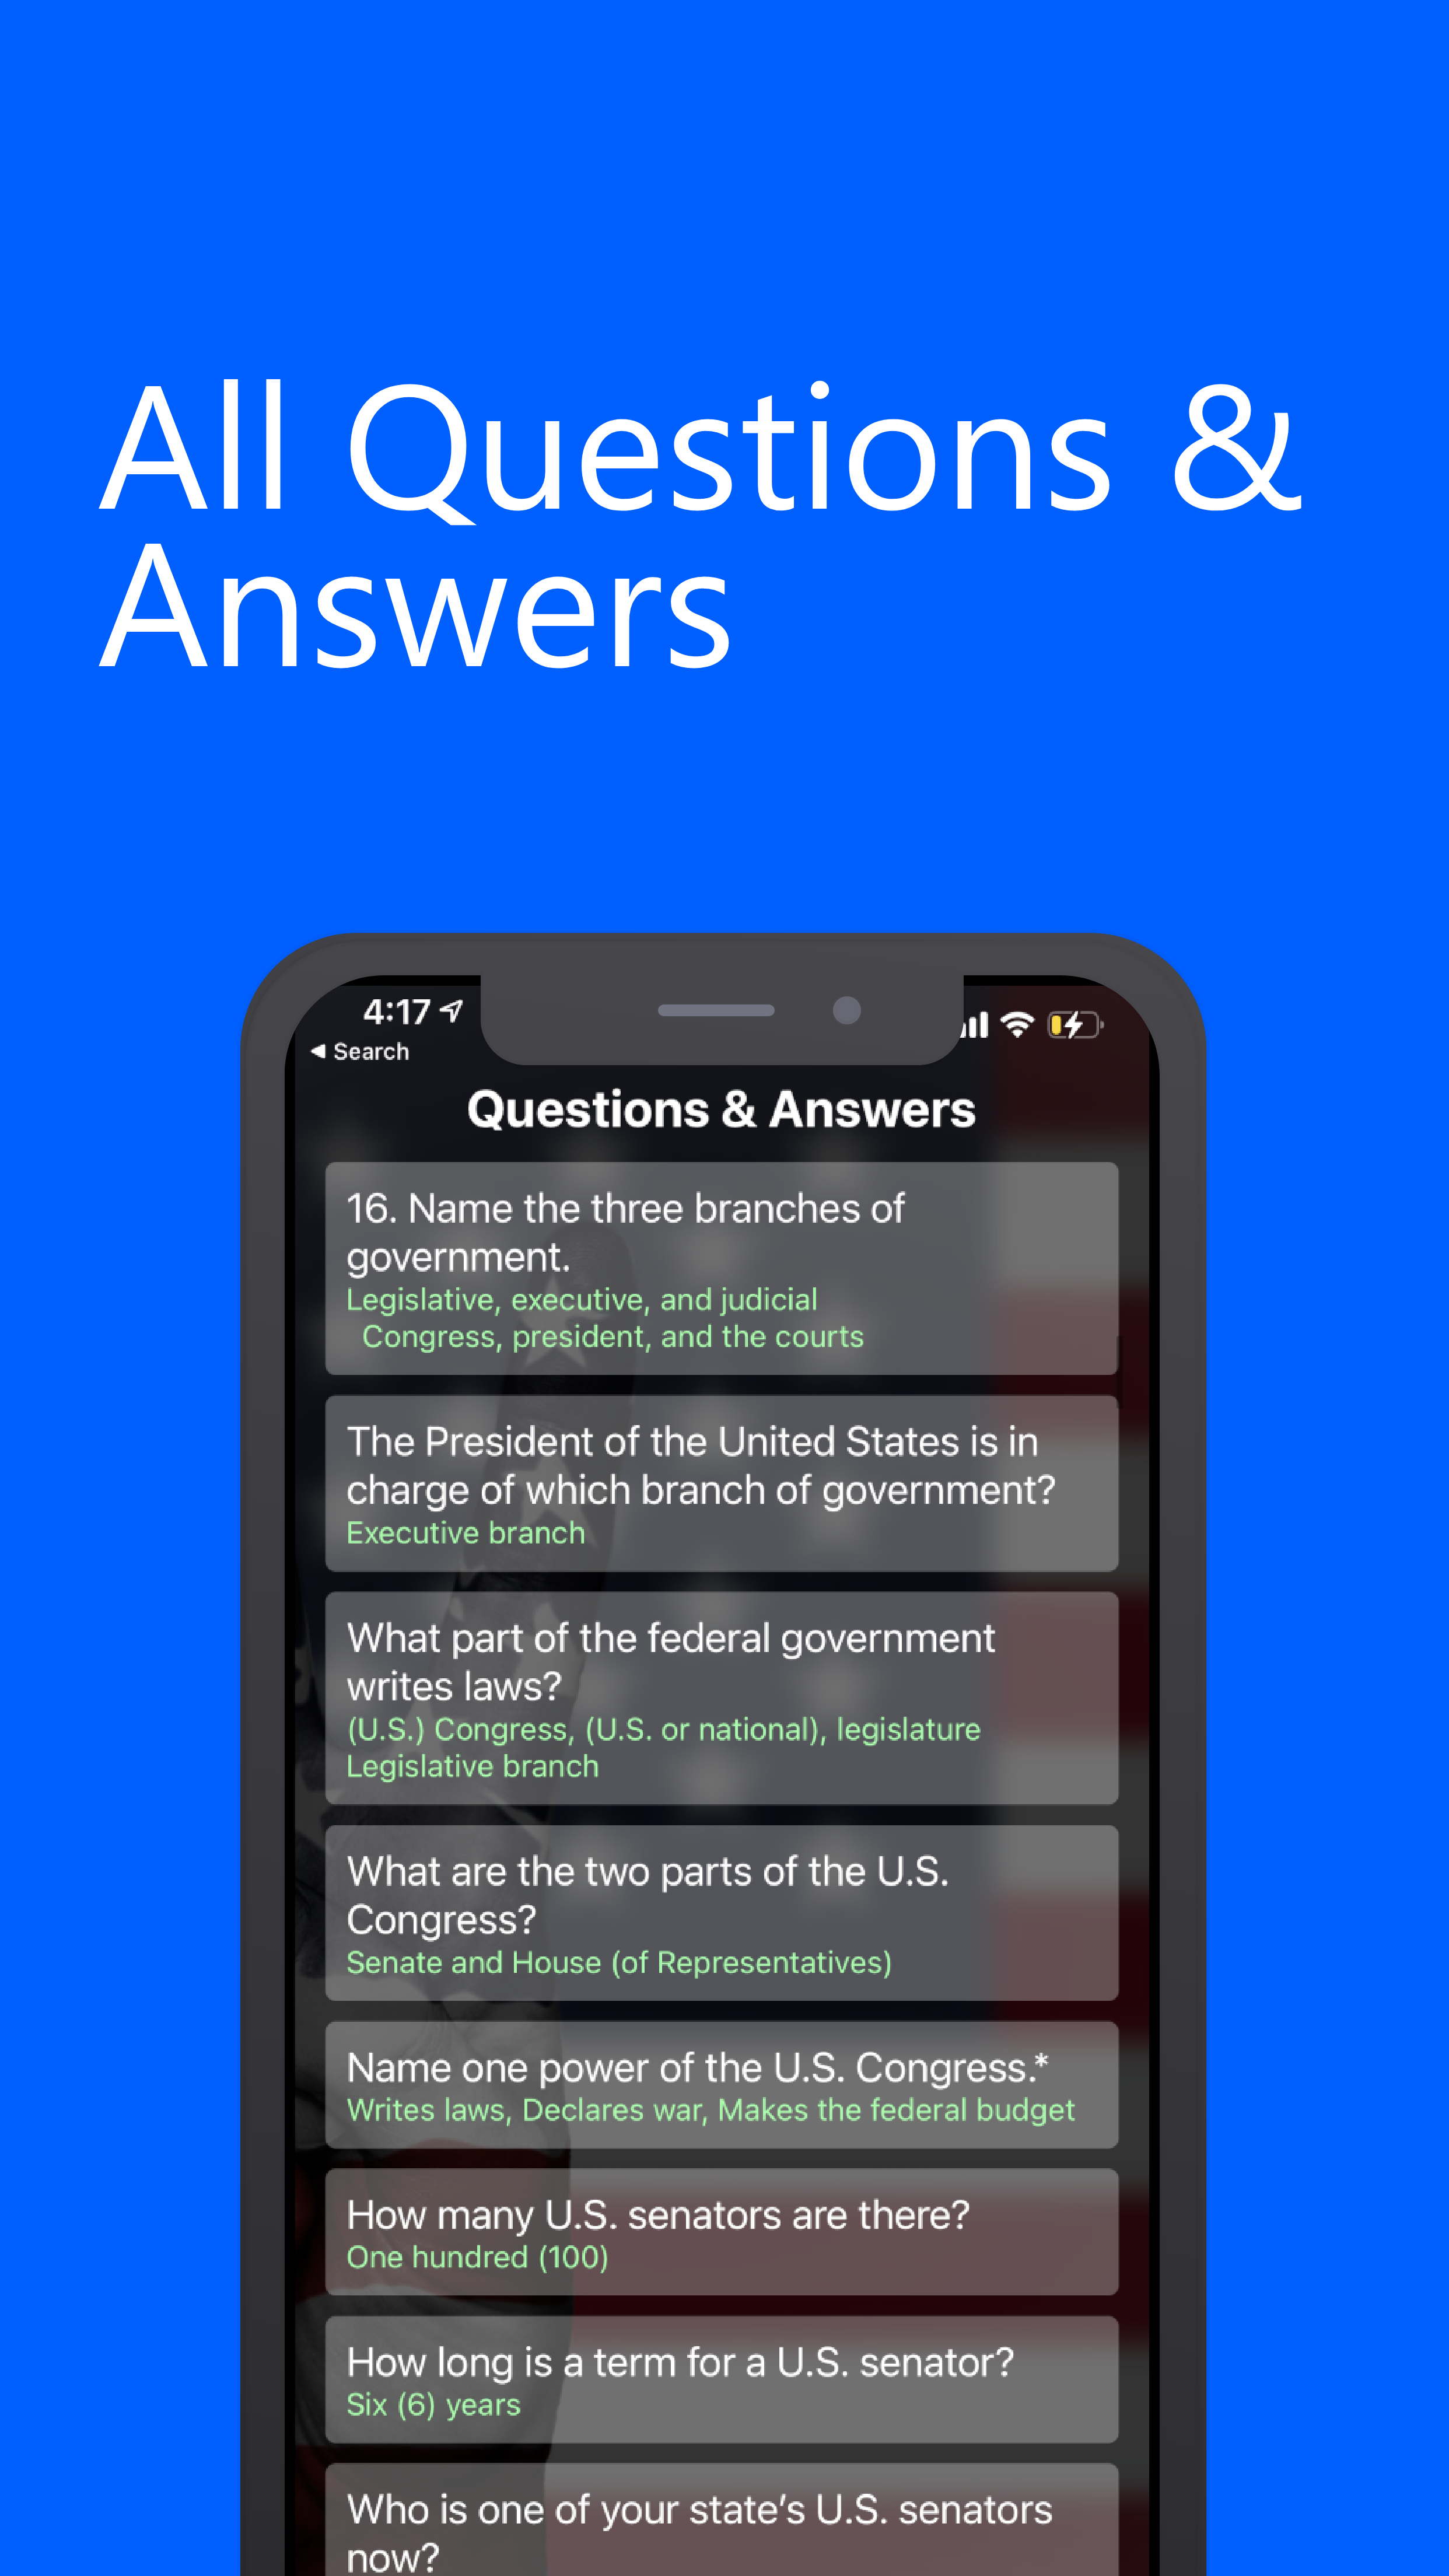 All Questions &
Answers
4:17
Search
Questions & Answers
16. Name the three branches of
government.
Legislative, executive, and judicial
Congress, president, and the courts
The President of the United States is in
charge of which branch of government?
Executive branch
What part of the federal government
writes laws?
(U.S.) Congress, (U.S. or national), legislature
Legislative branch
What are the two parts of the U.S.
Congress?
Senate and House (of Representatives)
Name one power of the U.S. Congress.*
Writes laws, Declares war, Makes the federal budget
How many U.S. senators are there?
One hundred (100)
How long is a term for a U.S. senator?
Six (6) years
Who is one of your state’s U.S. senators
now?